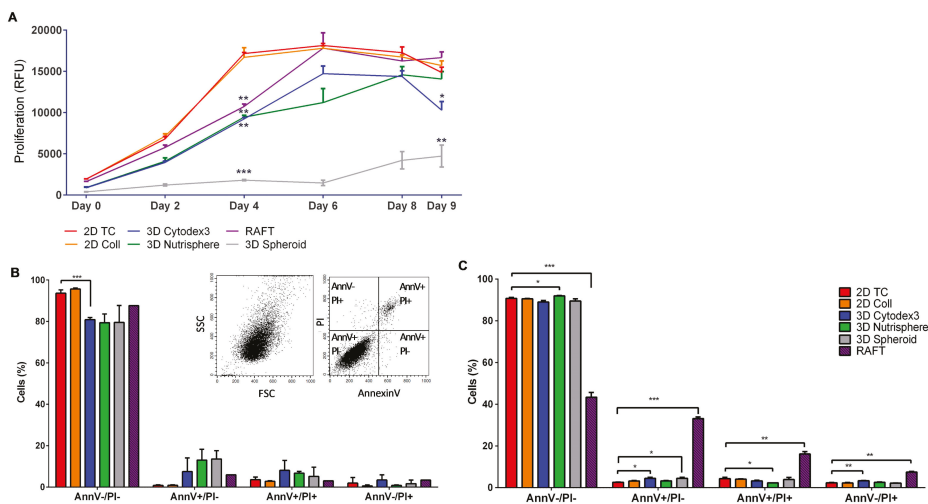 A
20000
15000
10000
5000
0
Proliferation (RFU)
**
**
**
***
*
**
Day 0 Day 2 Day 4 Day 6 Day 8 Day 9
2D TC 3D Cytodex3 RAFT
2D Coll 3D Nutrisphere 3D Spheroid
B
100
80
60
40
20
0
Cells (%)
***
SSC
FSC
AnnV- AnnV+
PI+ PI+
AnnV+ AnnV+
PI- PI-
PI
AnnexinV
AnnV-/PI- AnnV+/PI- AnnV+/PI+ AnnV-/PI+
C
100
80
60
40
20
0
Cells (%)
***
*
***
*
*
**
*
**
**
2D TC
2D Coll
3D Cytodex3
3D Nutrisphere
3D Spheroid
RAFT
AnnV-/PI- AnnV+/PI- AnnV+/PI+ AnnV-/PI+